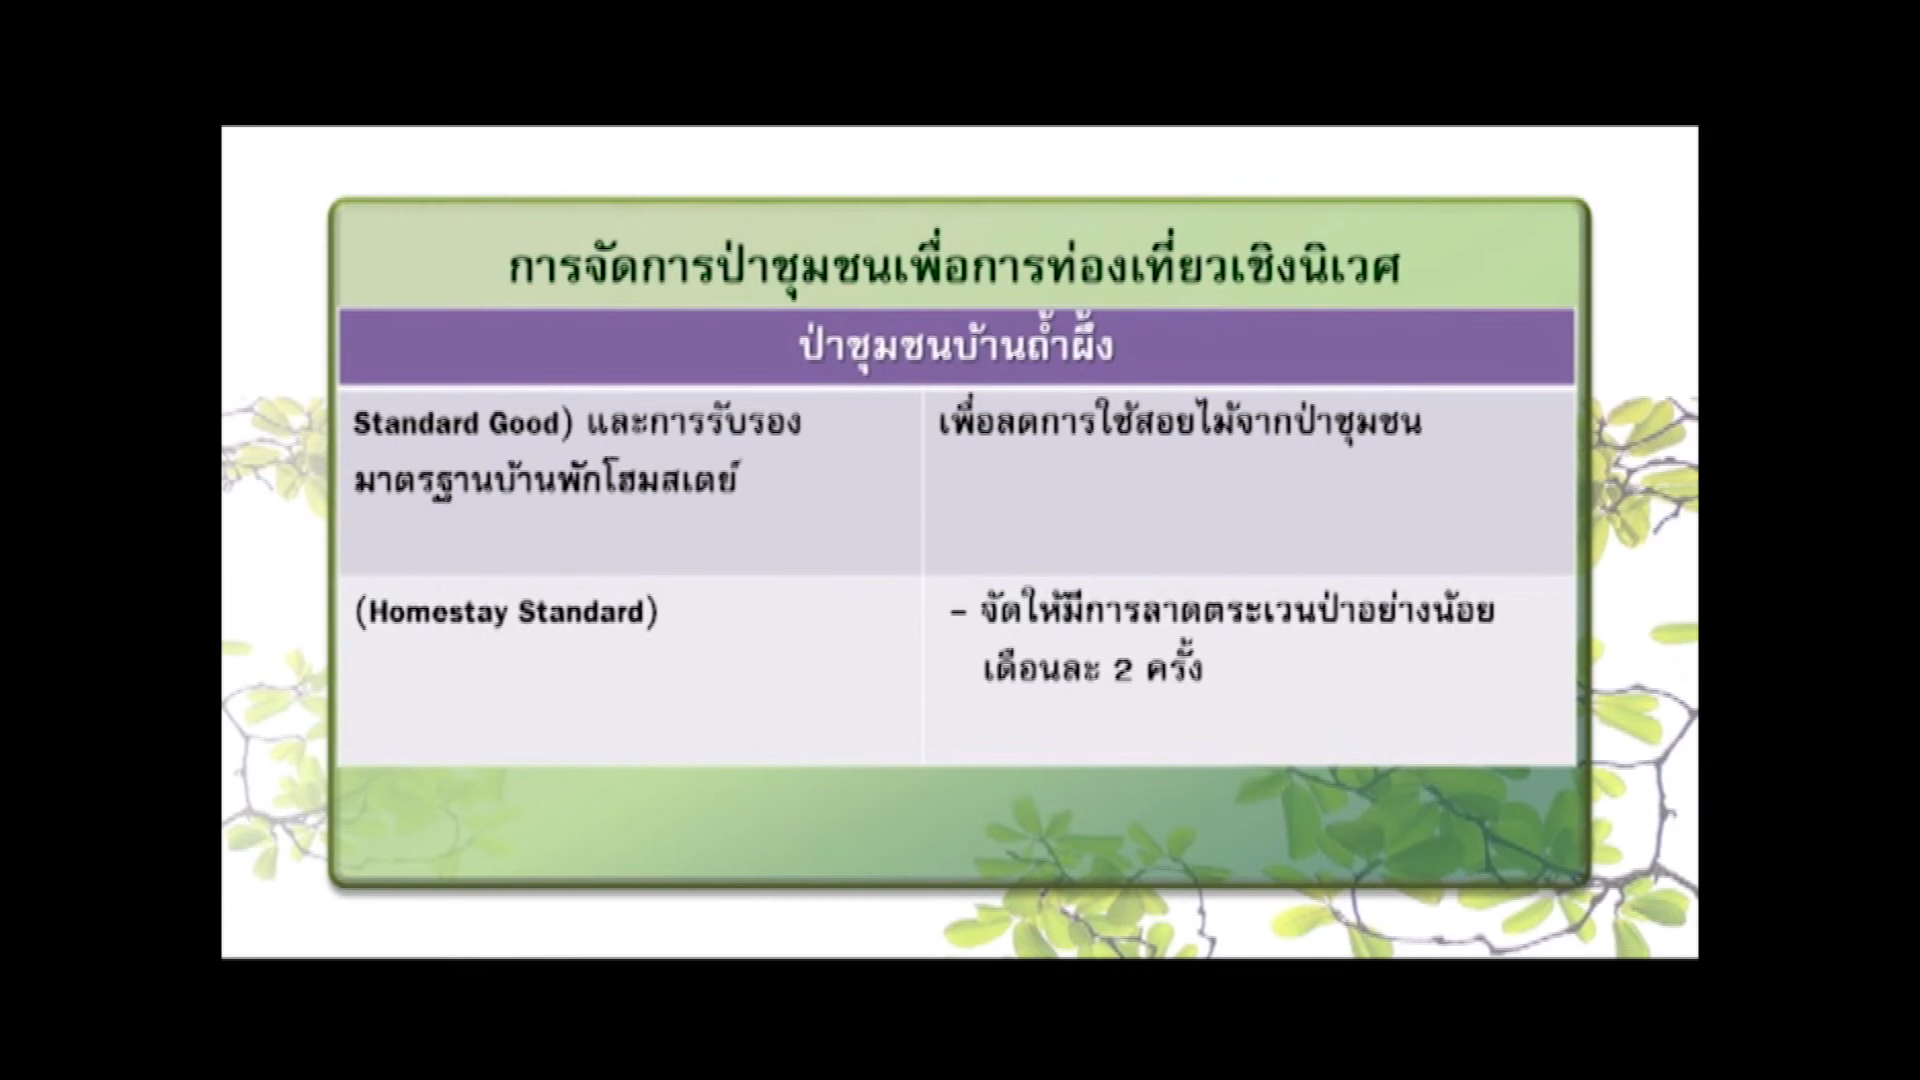 การจัดการป่าชุมชนเพื่อการท่องเที่ยวเชิงนิเวศ
ป่าชุมชนบ้านถ้ำผึ้ง
Standard Good) และการรับรอง
มาตรฐานบ้านพักโฮมสเตย์
เพื่อลดการใช้สอยไม้จากป่าชุมชน
(Homestay Standard)
- จัดให้มีการลาดตระเวนป่าอย่างน้อย
เดือนละ 2 ครั้ง